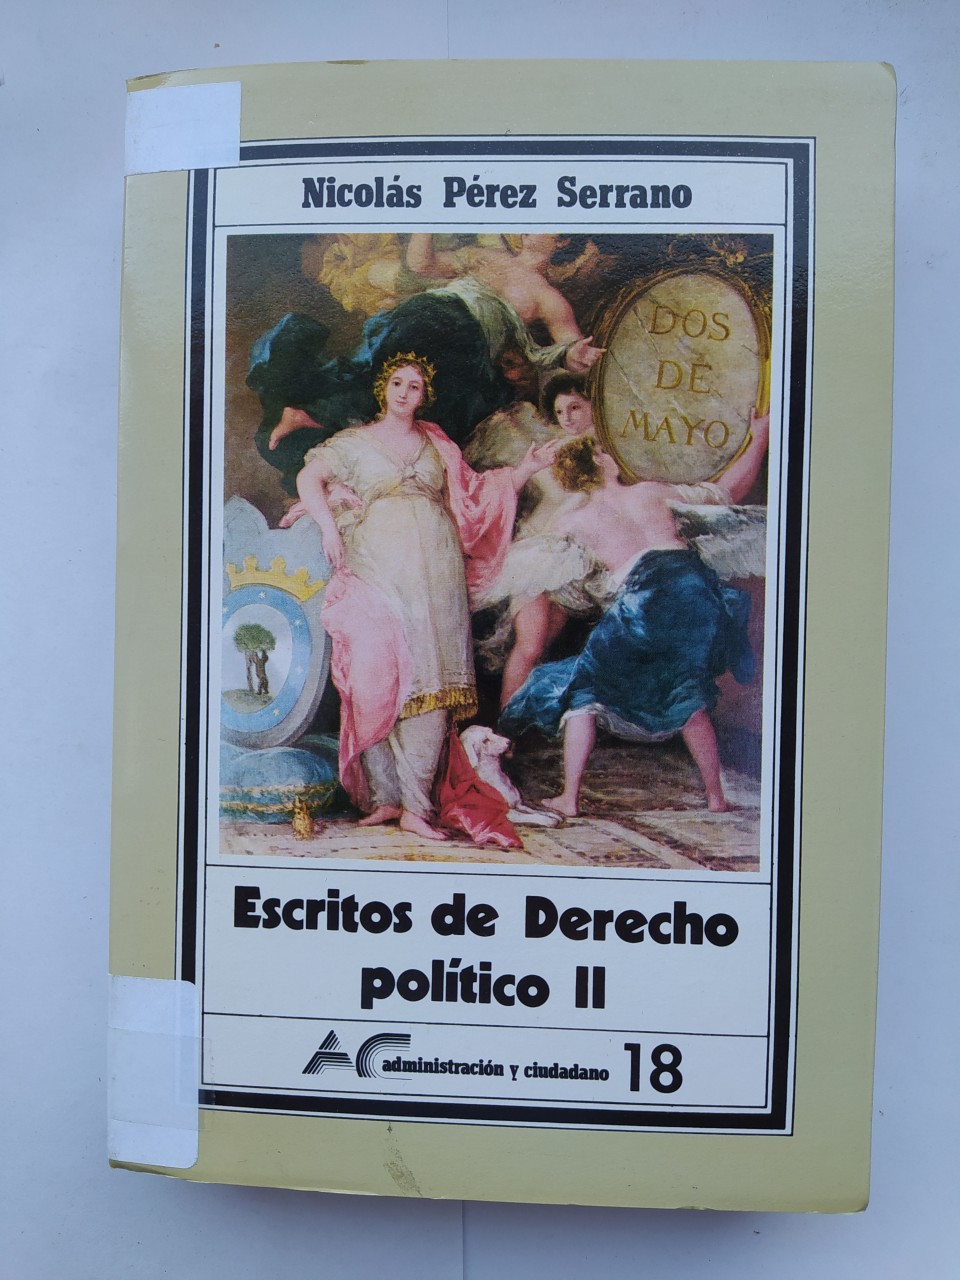 Nicolás Pérez Serrano
DOS
DE
MAYO
Escritos de Derecho
político II
AC administración y ciudadano 18